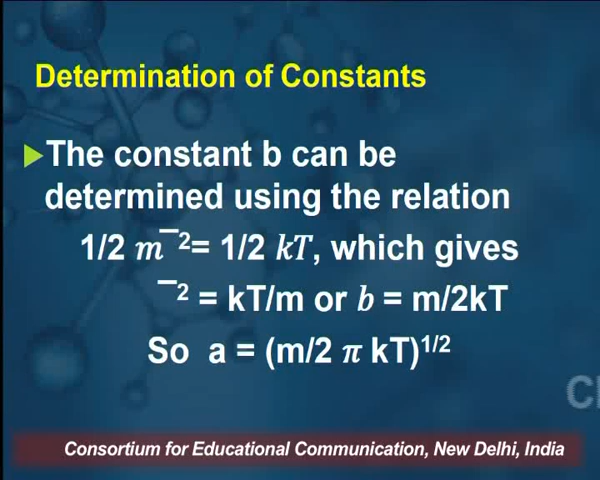 Determination of Constants
The constant b can be
determined using the relation
1/2 𝑚¯²= 1/2 𝑘𝑇, which gives
¯² = kT/m or 𝑏 = m/2kT
So a = (m/2 𝜋 kT)^1/2
Consortium for Educational Communication, New Delhi, India